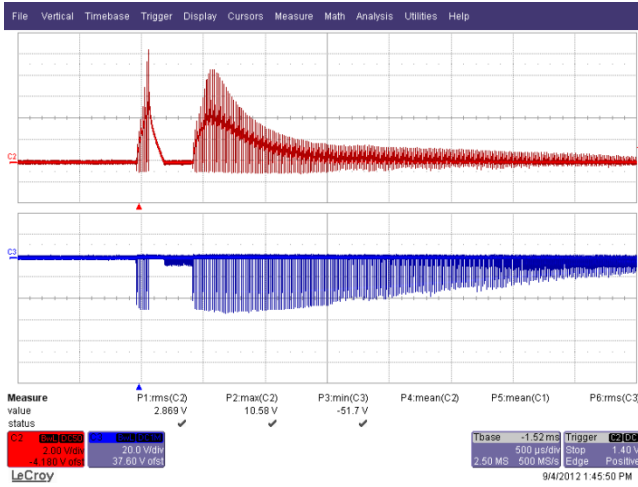 File Vertical Timebase Trigger Display Cursors Measure Math Analysis Utilities Help
C2
C3
Measure P1:rms(C2) P2:max(C2) P3:min(C3) P4:mean(C2) P5:mean(C1) P6:rms(C3)
value 2.869 V 10.58 V -51.7 V
status
C2 BwL DC50
2.00 V/div
-4.180 V ofst
20.0 V/div
37.60 V ofst
Tbase -1.52 ms Trigger C2 DC
500 µs/div Stop 1.40 V
2.50 MS 500 MS/s Edge Positive
LeCroy 9/4/2012 1:45:50 PM